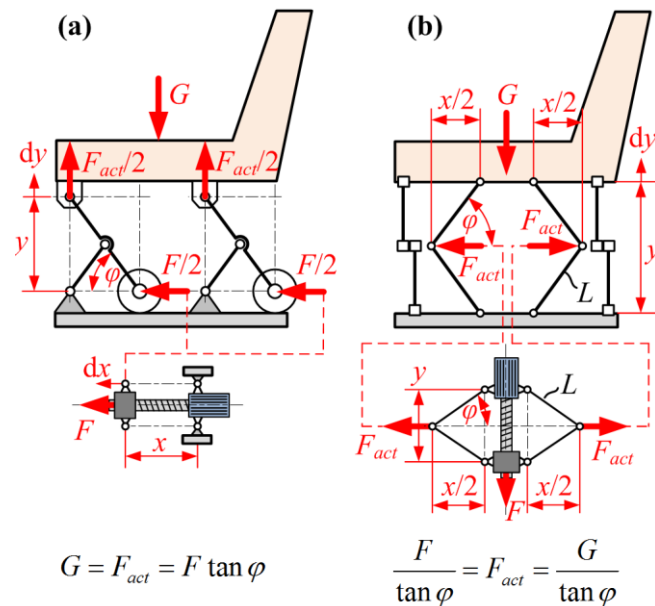 (a)
G
F_act/2
F_act/2
dy
y
φ
F/2
F/2
dx
F
x
G = F_act = F tan φ
(b)
x/2
G
x/2
dy
φ
F_act
F_act
y
L
y
φ
L
F_act
F_act
x/2
F
x/2
F / tan φ = F_act = G / tan φ